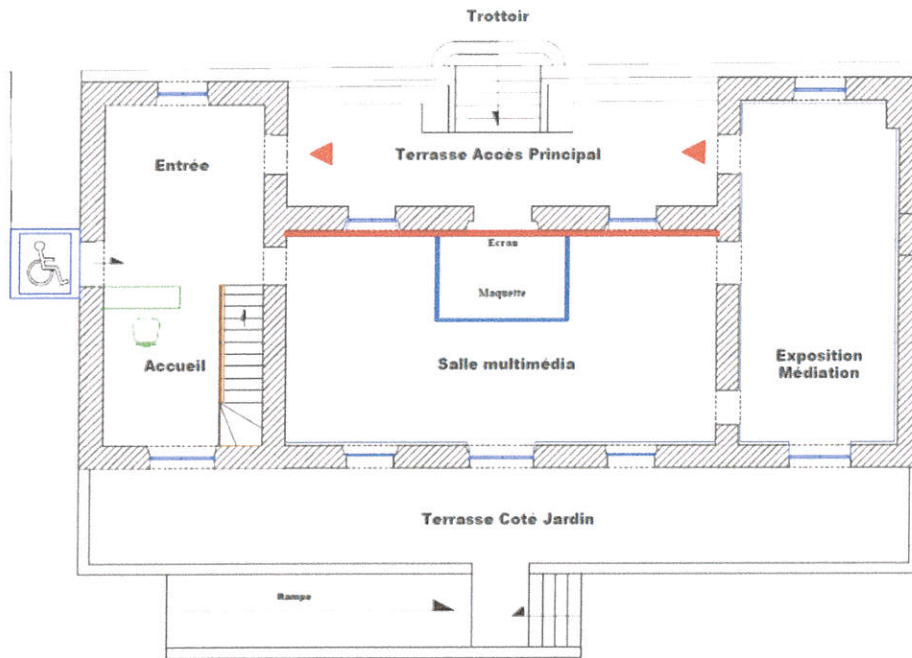 Trottoir
Entrée
Terrasse Accès Principal
Ecran
Maquette
Accueil
Salle multimédia
Exposition
Médiation
Terrasse Coté Jardin
Rampe